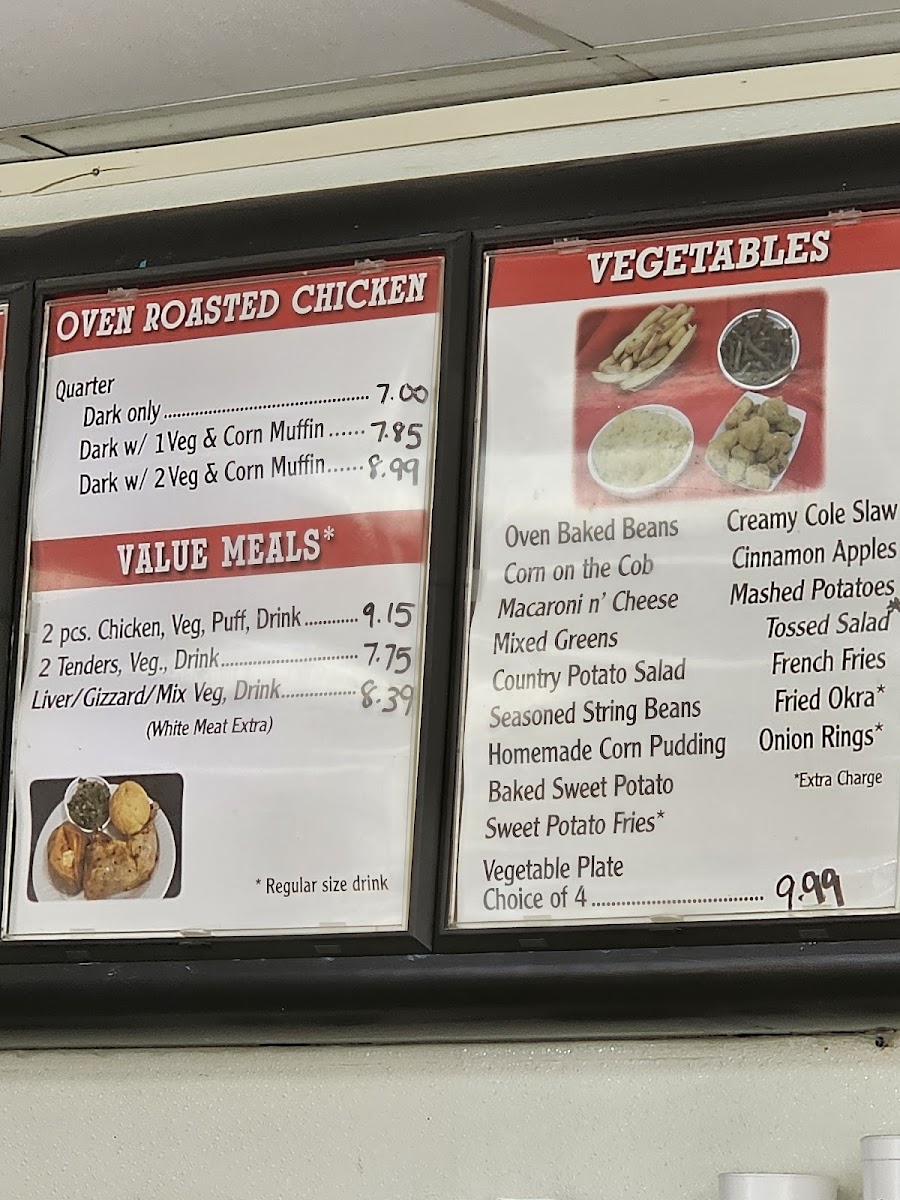 OVEN ROASTED CHICKEN
Quarter
Dark only.......................................... 7.00
Dark w/ 1Veg & Corn Muffin...... 7.85
Dark w/ 2Veg & Corn Muffin...... 8.99
VALUE MEALS*
2 pcs. Chicken, Veg, Puff, Drink............ 9.15
2 Tenders, Veg., Drink.............................. 7.75
Liver/Gizzard/Mix Veg, Drink................ 8.39
(White Meat Extra)
* Regular size drink
VEGETABLES
Oven Baked Beans
Corn on the Cob
Macaroni n' Cheese
Mixed Greens
Country Potato Salad
Seasoned String Beans
Homemade Corn Pudding
Baked Sweet Potato
Sweet Potato Fries*
Creamy Cole Slaw
Cinnamon Apples
Mashed Potatoes
Tossed Salad*
French Fries
Fried Okra*
Onion Rings*
*Extra Charge
Vegetable Plate
Choice of 4.................................. 9.99